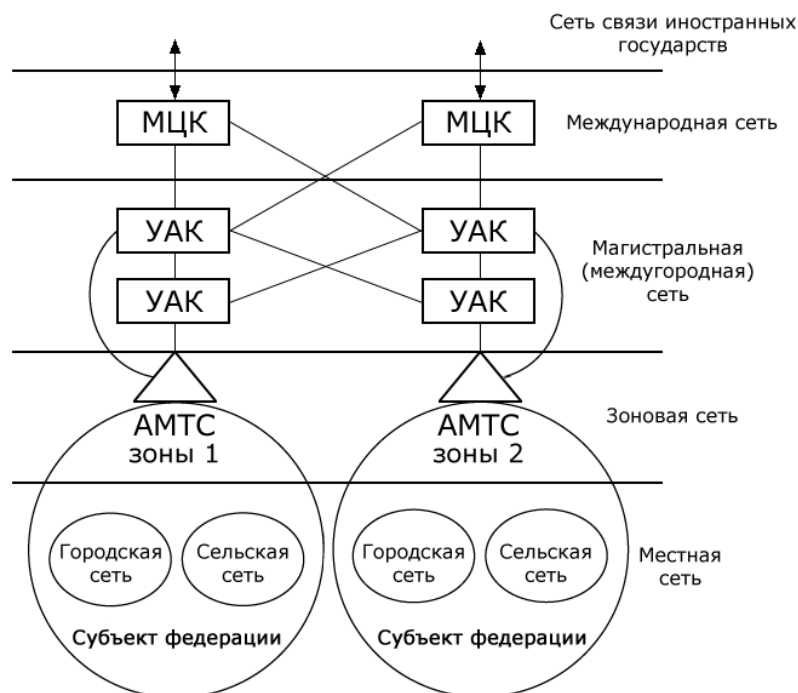 Сеть связи иностранных
государств
МЦК
МЦК
Международная сеть
УАК
УАК
УАК
УАК
Магистральная
(междугородная)
сеть
АМТС
зоны 1
АМТС
зоны 2
Зоновая сеть
Городская
сеть
Сельская
сеть
Городская
сеть
Сельская
сеть
Местная
сеть
Субъект федерации
Субъект федерации